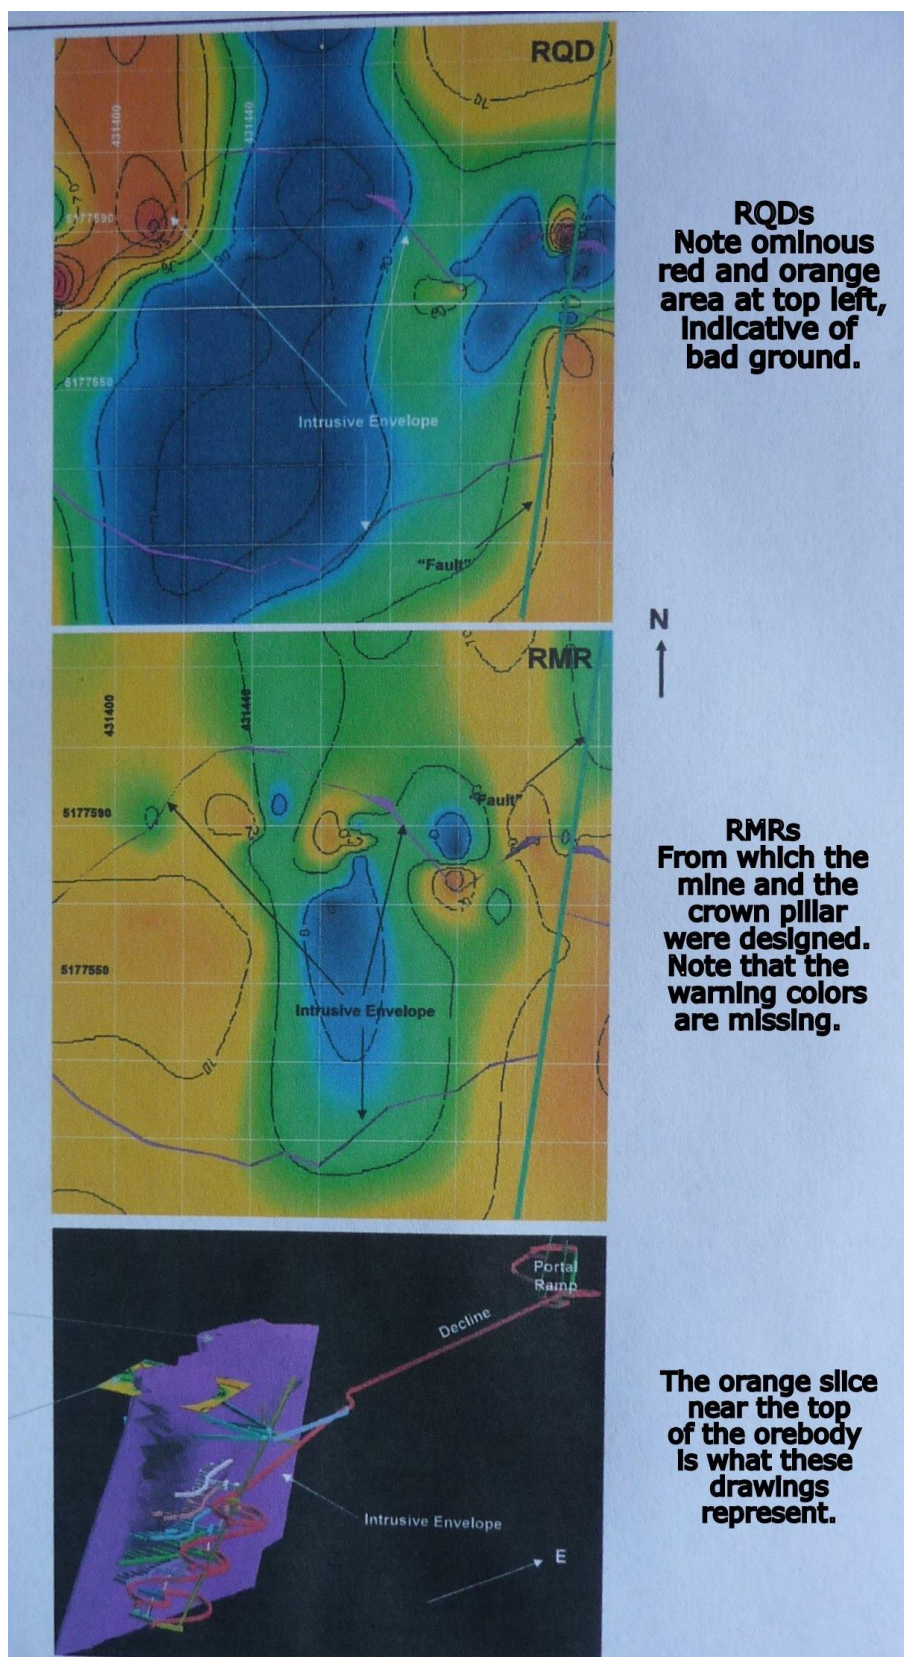 RQD
431400
431440
70
5177590
5177550
Intrusive Envelope
"Fault"
RQDs
Note ominous
red and orange
area at top left,
indicative of
bad ground.
N
RMR
431400
431440
"Fault"
5177590
5177550
Intrusive Envelope
70
RMRs
From which the
mine and the
crown pillar
were designed.
Note that the
warning colors
are missing.
Portal
Ramp
Decline
Intrusive Envelope
E
The orange slice
near the top
of the orebody
is what these
drawings
represent.